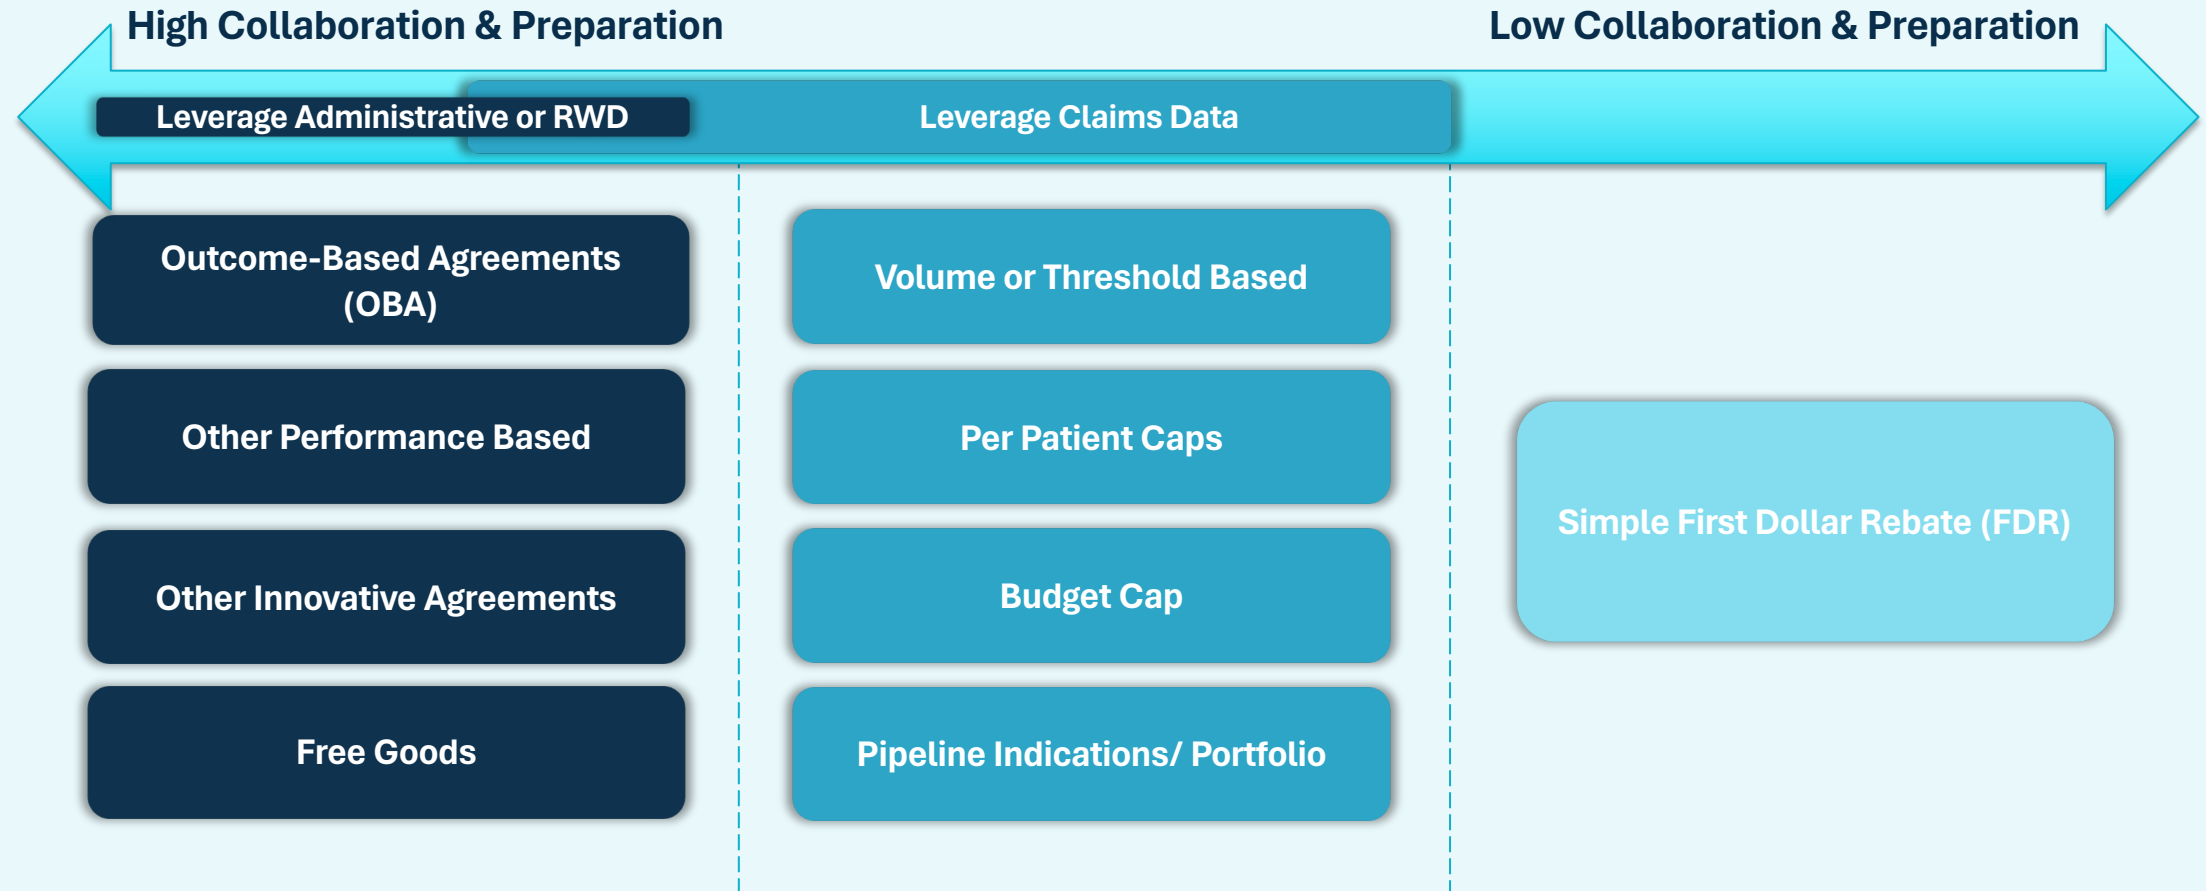 High Collaboration & Preparation
Low Collaboration & Preparation
Leverage Administrative or RWD
Leverage Claims Data
Outcome-Based Agreements
(OBA)
Other Performance Based
Other Innovative Agreements
Free Goods
Volume or Threshold Based
Per Patient Caps
Budget Cap
Pipeline Indications/ Portfolio
Simple First Dollar Rebate (FDR)